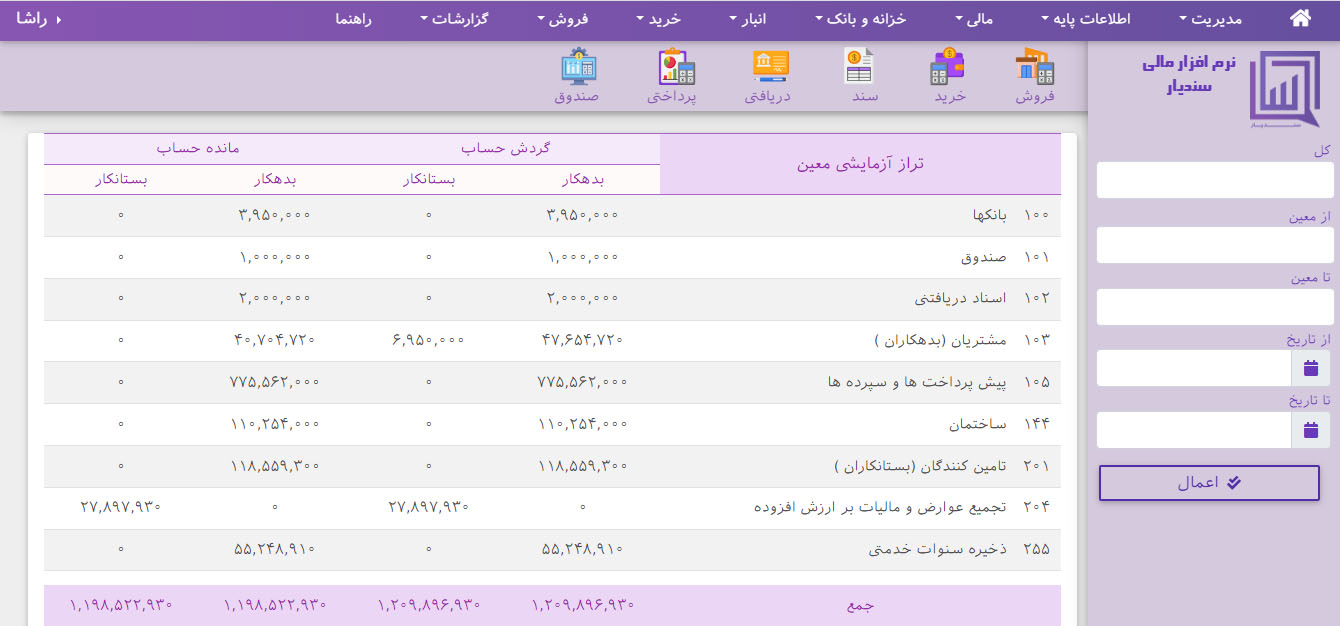 مدیریت
اطلاعات پایه
مالی
خزانه و بانک
انبار
خرید
فروش
گزارشات
راهنما
راشا
نرم افزار مالی
سندیار
فروش
خرید
سند
دریافتی
پرداختی
صندوق
کل
از معین
تا معین
از تاریخ
تا تاریخ
اعمال
تراز آزمایشی معین گردش حساب مانده حساب
بدهکار بستانکار بدهکار بستانکار
۱۰۰ بانکها ۳,۹۵۰,۰۰۰ ۰ ۳,۹۵۰,۰۰۰ ۰
۱۰۱ صندوق ۱,۰۰۰,۰۰۰ ۰ ۱,۰۰۰,۰۰۰ ۰
۱۰۲ اسناد دریافتنی ۲,۰۰۰,۰۰۰ ۰ ۲,۰۰۰,۰۰۰ ۰
۱۰۳ مشتریان (بدهکاران ) ۴۷,۶۵۴,۷۲۰ ۶,۹۵۰,۰۰۰ ۴۰,۷۰۴,۷۲۰ ۰
۱۰۵ پیش پرداخت ها و سپرده ها ۷۷۵,۵۶۲,۰۰۰ ۰ ۷۷۵,۵۶۲,۰۰۰ ۰
۱۴۴ ساختمان ۱۱۰,۲۵۴,۰۰۰ ۰ ۱۱۰,۲۵۴,۰۰۰ ۰
۲۰۱ تامین کنندگان (بستانکاران ) ۱۱۸,۵۵۹,۳۰۰ ۰ ۱۱۸,۵۵۹,۳۰۰ ۰
۲۰۴ تجمیع عوارض و مالیات بر ارزش افزوده ۰ ۲۷,۸۹۷,۹۳۰ ۰ ۲۷,۸۹۷,۹۳۰
۲۵۵ ذخیره سنوات خدمتی ۵۵,۲۴۸,۹۱۰ ۰ ۵۵,۲۴۸,۹۱۰ ۰
جمع ۱,۲۰۹,۸۹۶,۹۳۰ ۱,۲۰۹,۸۹۶,۹۳۰ ۱,۱۹۸,۵۲۲,۹۳۰ ۱,۱۹۸,۵۲۲,۹۳۰